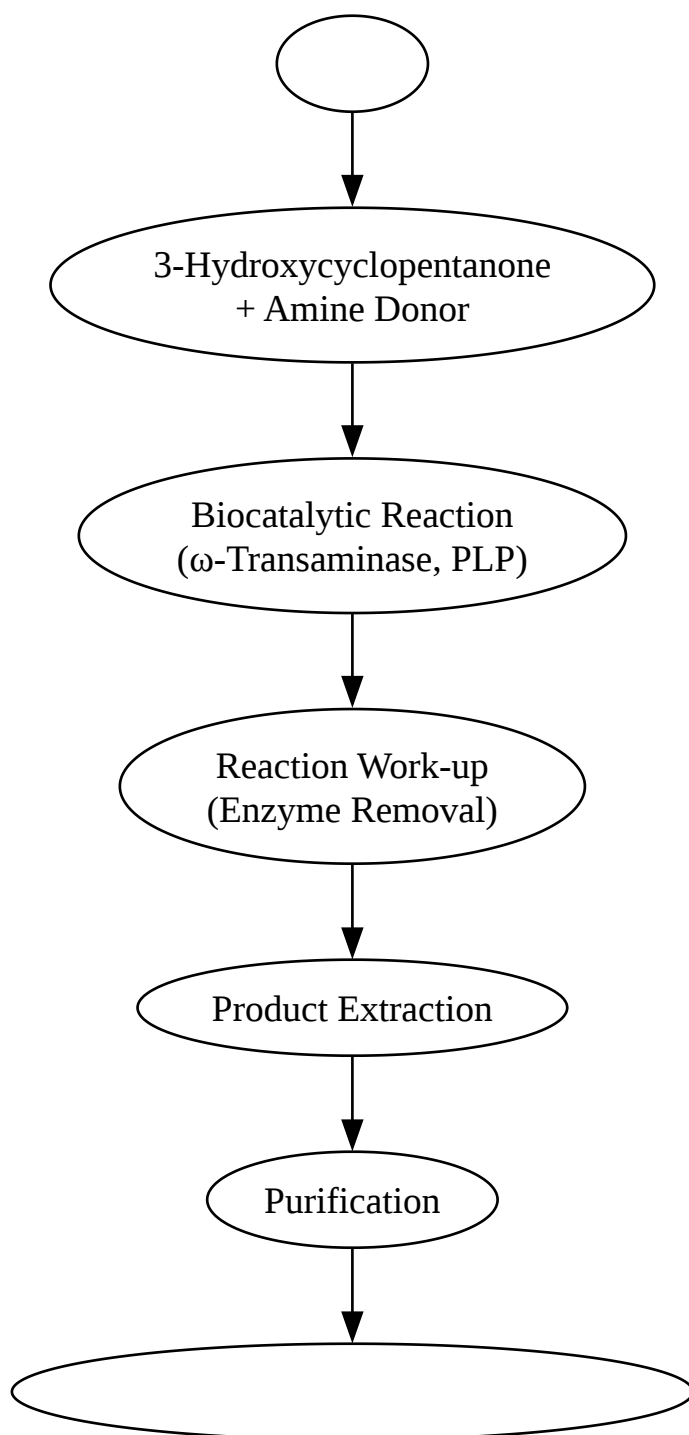 3-Hydroxycyclopentanone
+ Amine Donor
Biocatalytic Reaction
(ω-Transaminase, PLP)
Reaction Work-up
(Enzyme Removal)
Product Extraction
Purification